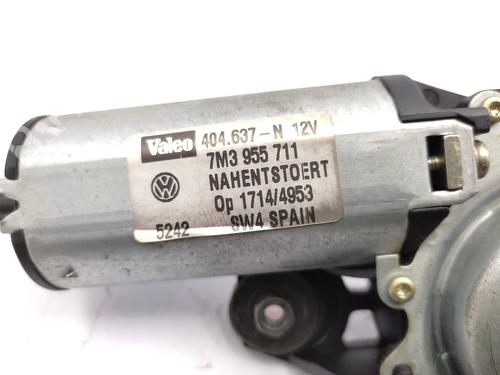 Valeo 404.637-N 12V
7M3 955 711
NAHENTSTOERT
Op 1714/4953
5242 SW4 SPAIN